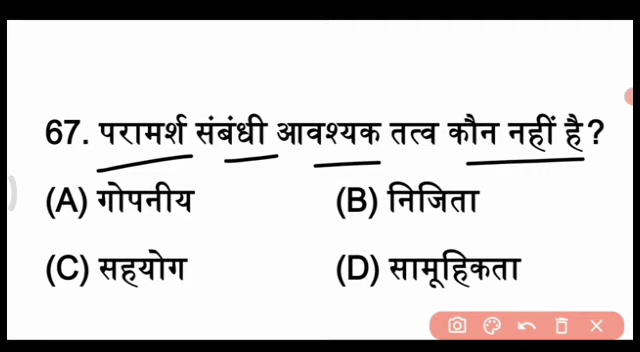 67. परामर्श संबंधी आवश्यक तत्व कौन नहीं है?
(A) गोपनीय (B) निजिता
(C) सहयोग (D) सामूहिकता